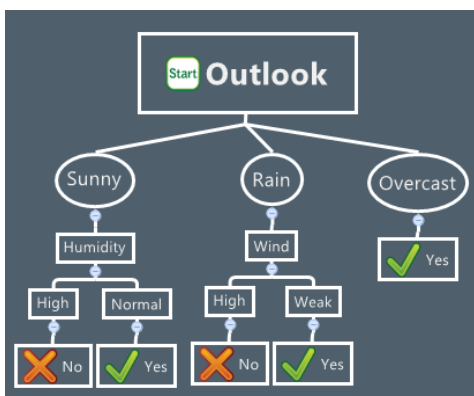 Start Outlook
Sunny Rain Overcast
Humidity Wind Yes
High Normal High Weak
No Yes No Yes